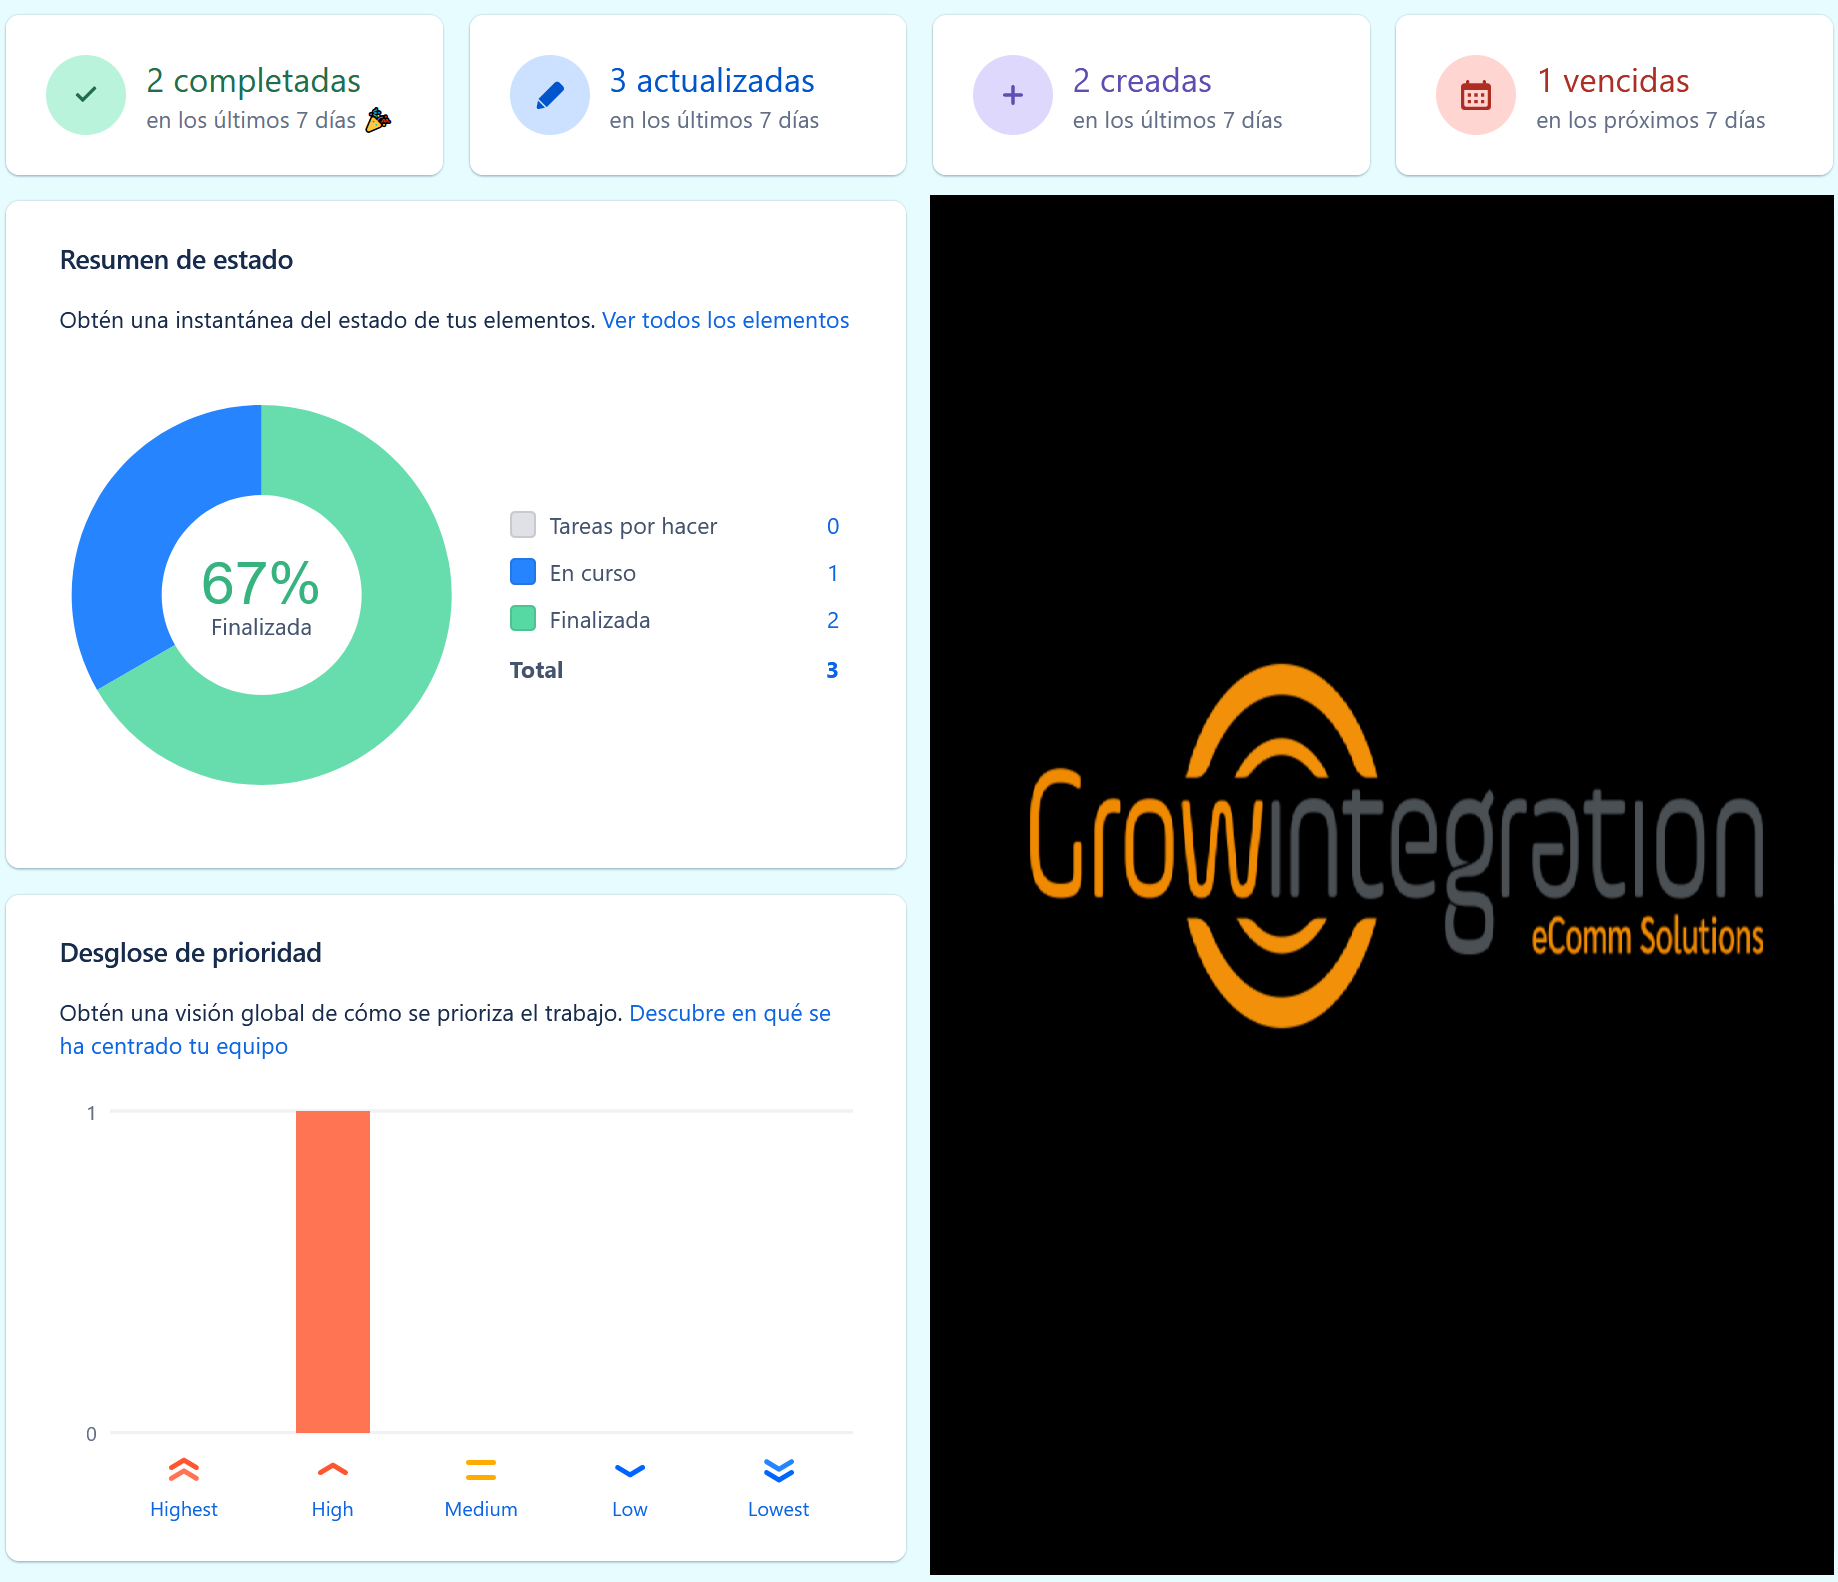 2 completadas
en los últimos 7 días
3 actualizadas
en los últimos 7 días
2 creadas
en los últimos 7 días
1 vencidas
en los próximos 7 días
Resumen de estado
Obtén una instantánea del estado de tus elementos. Ver todos los elementos
67%
Finalizada
Tareas por hacer 0
En curso 1
Finalizada 2
Total 3
Desglose de prioridad
Obtén una visión global de cómo se prioriza el trabajo. Descubre en qué se
ha centrado tu equipo
1
0
Highest High Medium Low Lowest
Growintegration
eComm Solutions